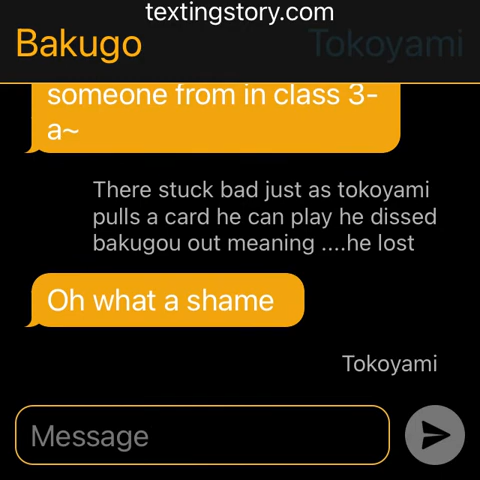 textingstory.com
Bakugo
Tokoyami
someone from in class 3-
a~
There stuck bad just as tokoyami
pulls a card he can play he dissed
bakugou out meaning ....he lost
Oh what a shame
Tokoyami
Message